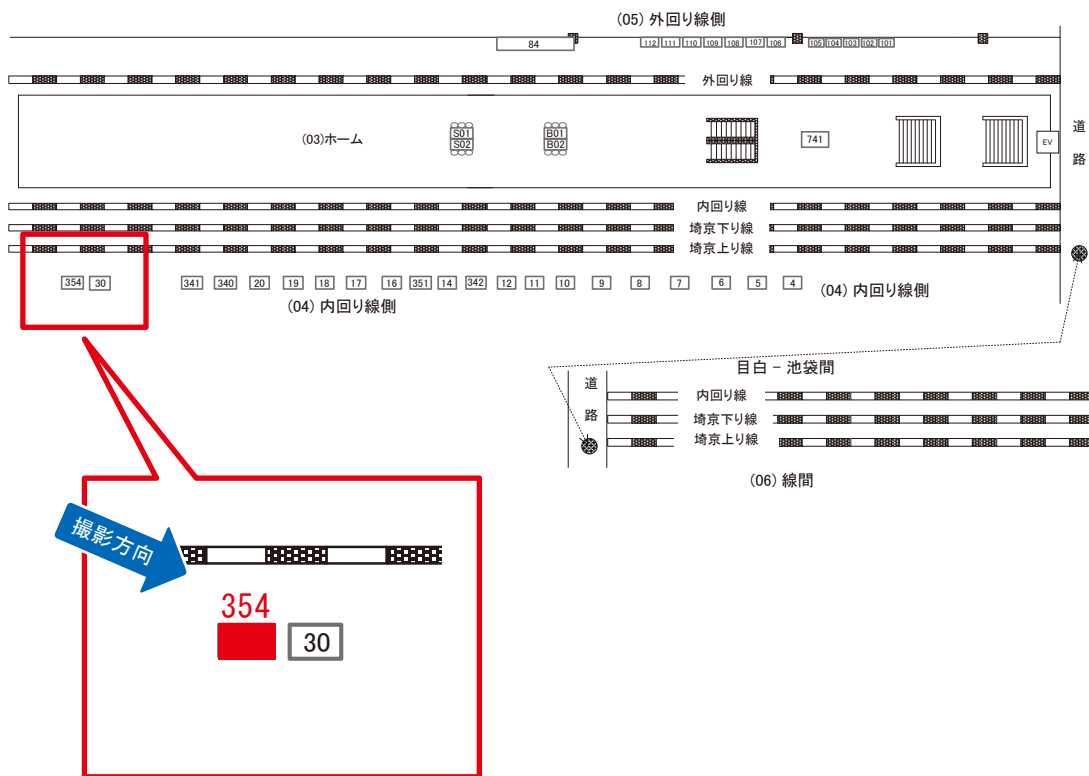 (05) 外回り線側
84
112 111 110 109 108 107 106 105 104 103 102 101
外回り線
(03)ホーム
S01
S02
B01
B02
741
EV
道路
内回り線
埼京下り線
埼京上り線
354 30 341 340 20 19 18 17 16 351 14 342 12 11 10 9 8 7 6 5 4
(04) 内回り線側
(04) 内回り線側
目白 − 池袋間
道路
内回り線
埼京下り線
埼京上り線
(06) 線間
撮影方向
354
30